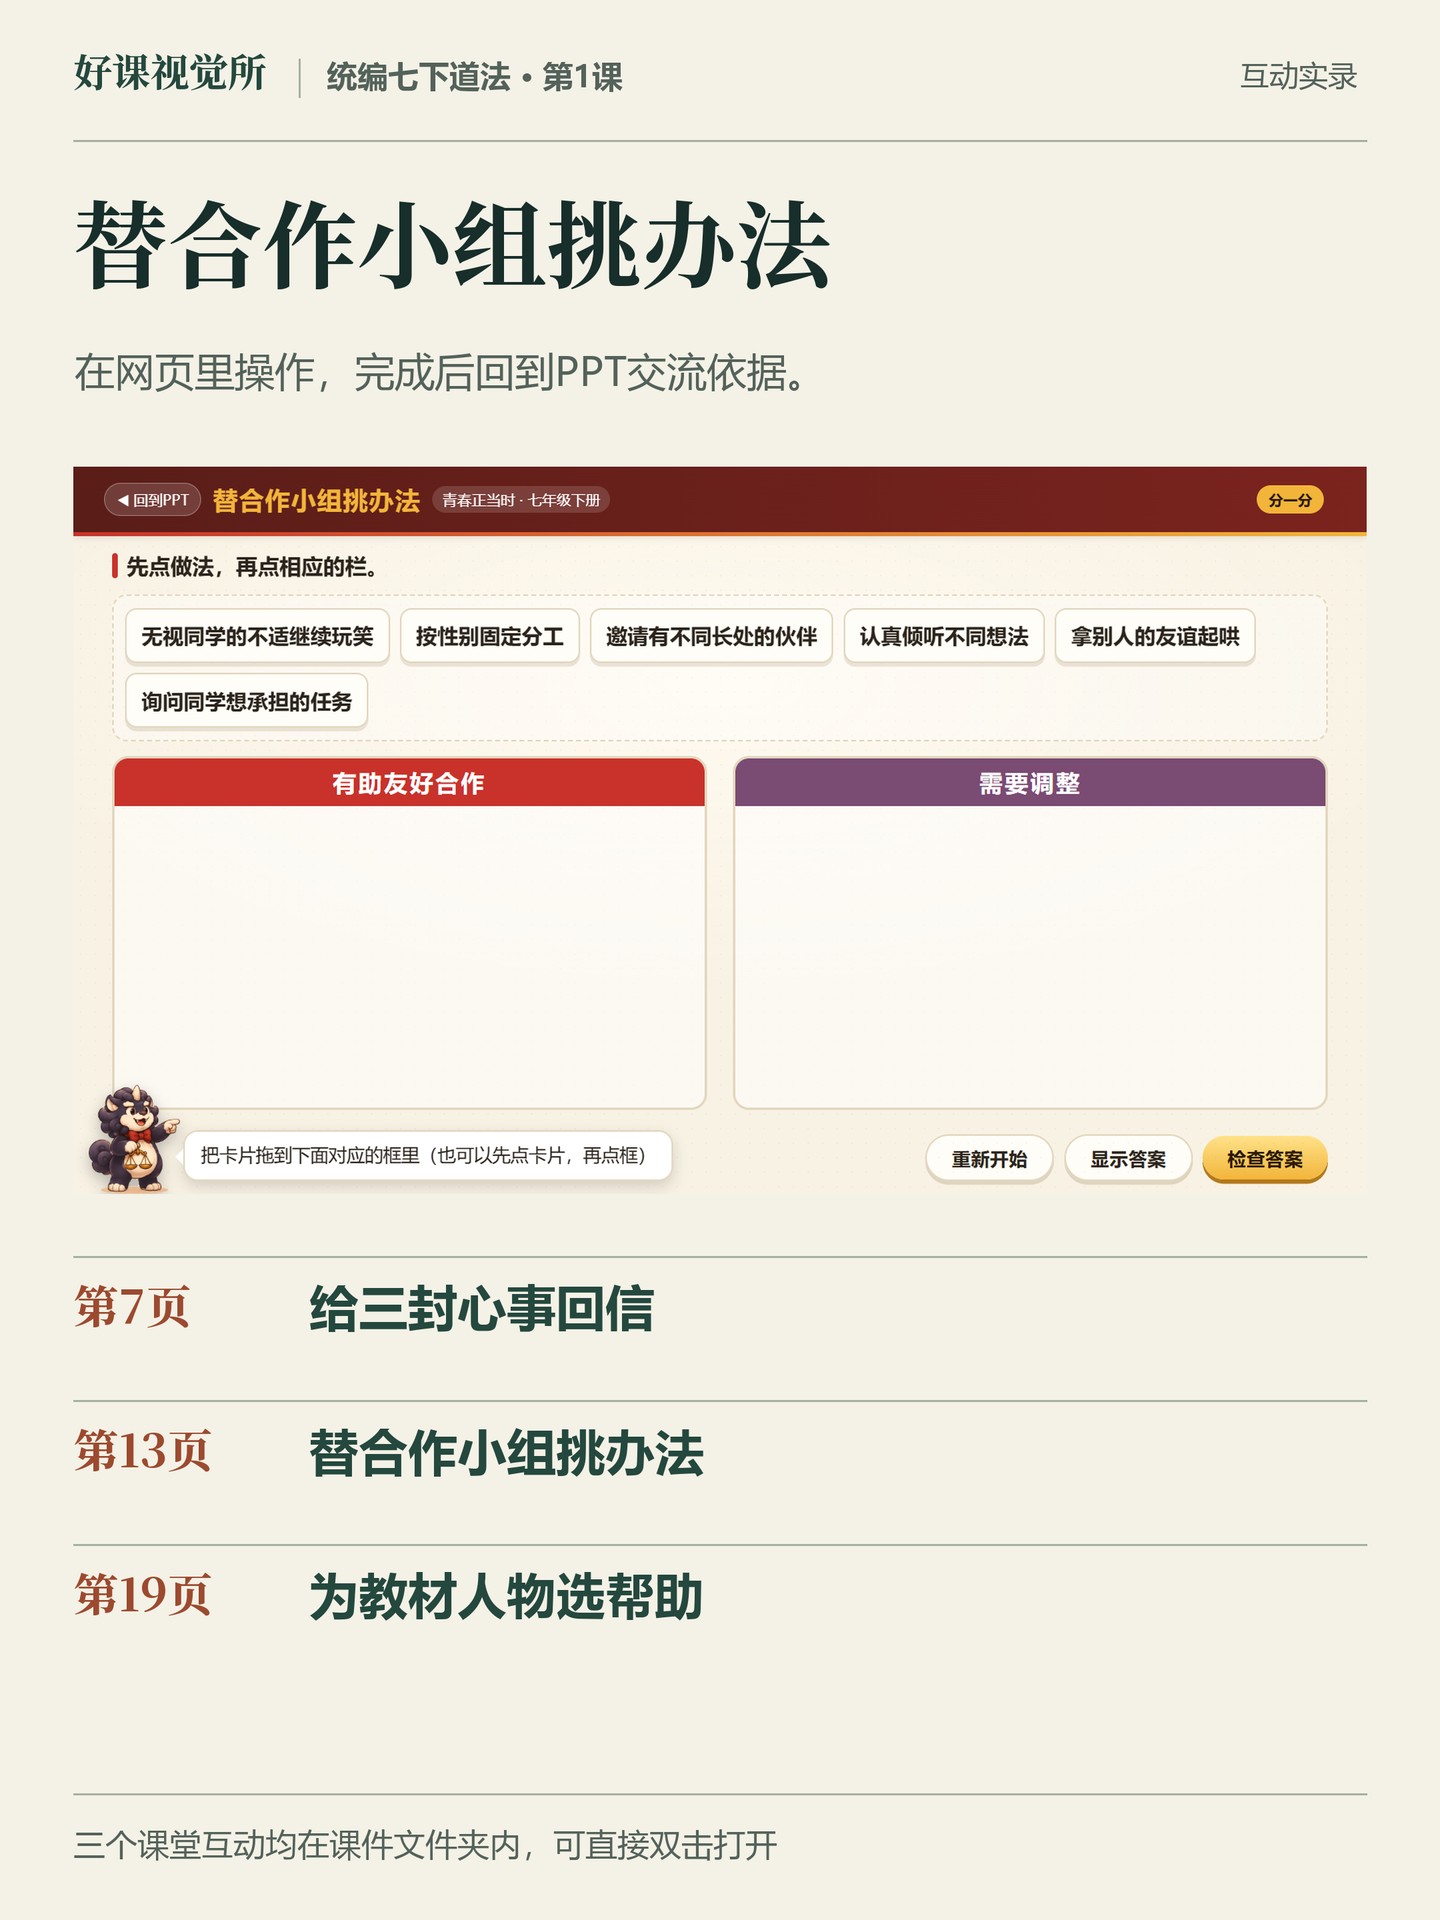 好课视觉所
统编七下道法·第1课
互动实录
替合作小组挑办法
在网页里操作，完成后回到PPT交流依据。
◀ 回到PPT
替合作小组挑办法
青春正当时·七年级下册
分一分
先点做法，再点相应的栏。
无视同学的不适继续玩笑
按性别固定分工
邀请有不同长处的伙伴
认真倾听不同想法
拿别人的友谊起哄
询问同学想承担的任务
有助友好合作
需要调整
把卡片拖到下面对应的框里（也可以先点卡片，再点框）
重新开始
显示答案
检查答案
第7页 给三封心事回信
第13页 替合作小组挑办法
第19页 为教材人物选帮助
三个课堂互动均在课件文件夹内，可直接双击打开